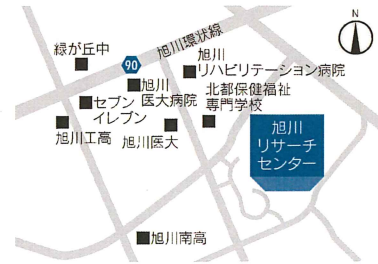 N
旭川環状線
緑が丘中
90
旭川
リハビリテーション病院
旭川
医大病院
北都保健福祉
専門学校
セブン
イレブン
旭川工高
旭川医大
旭川
リサーチ
センター
旭川南高